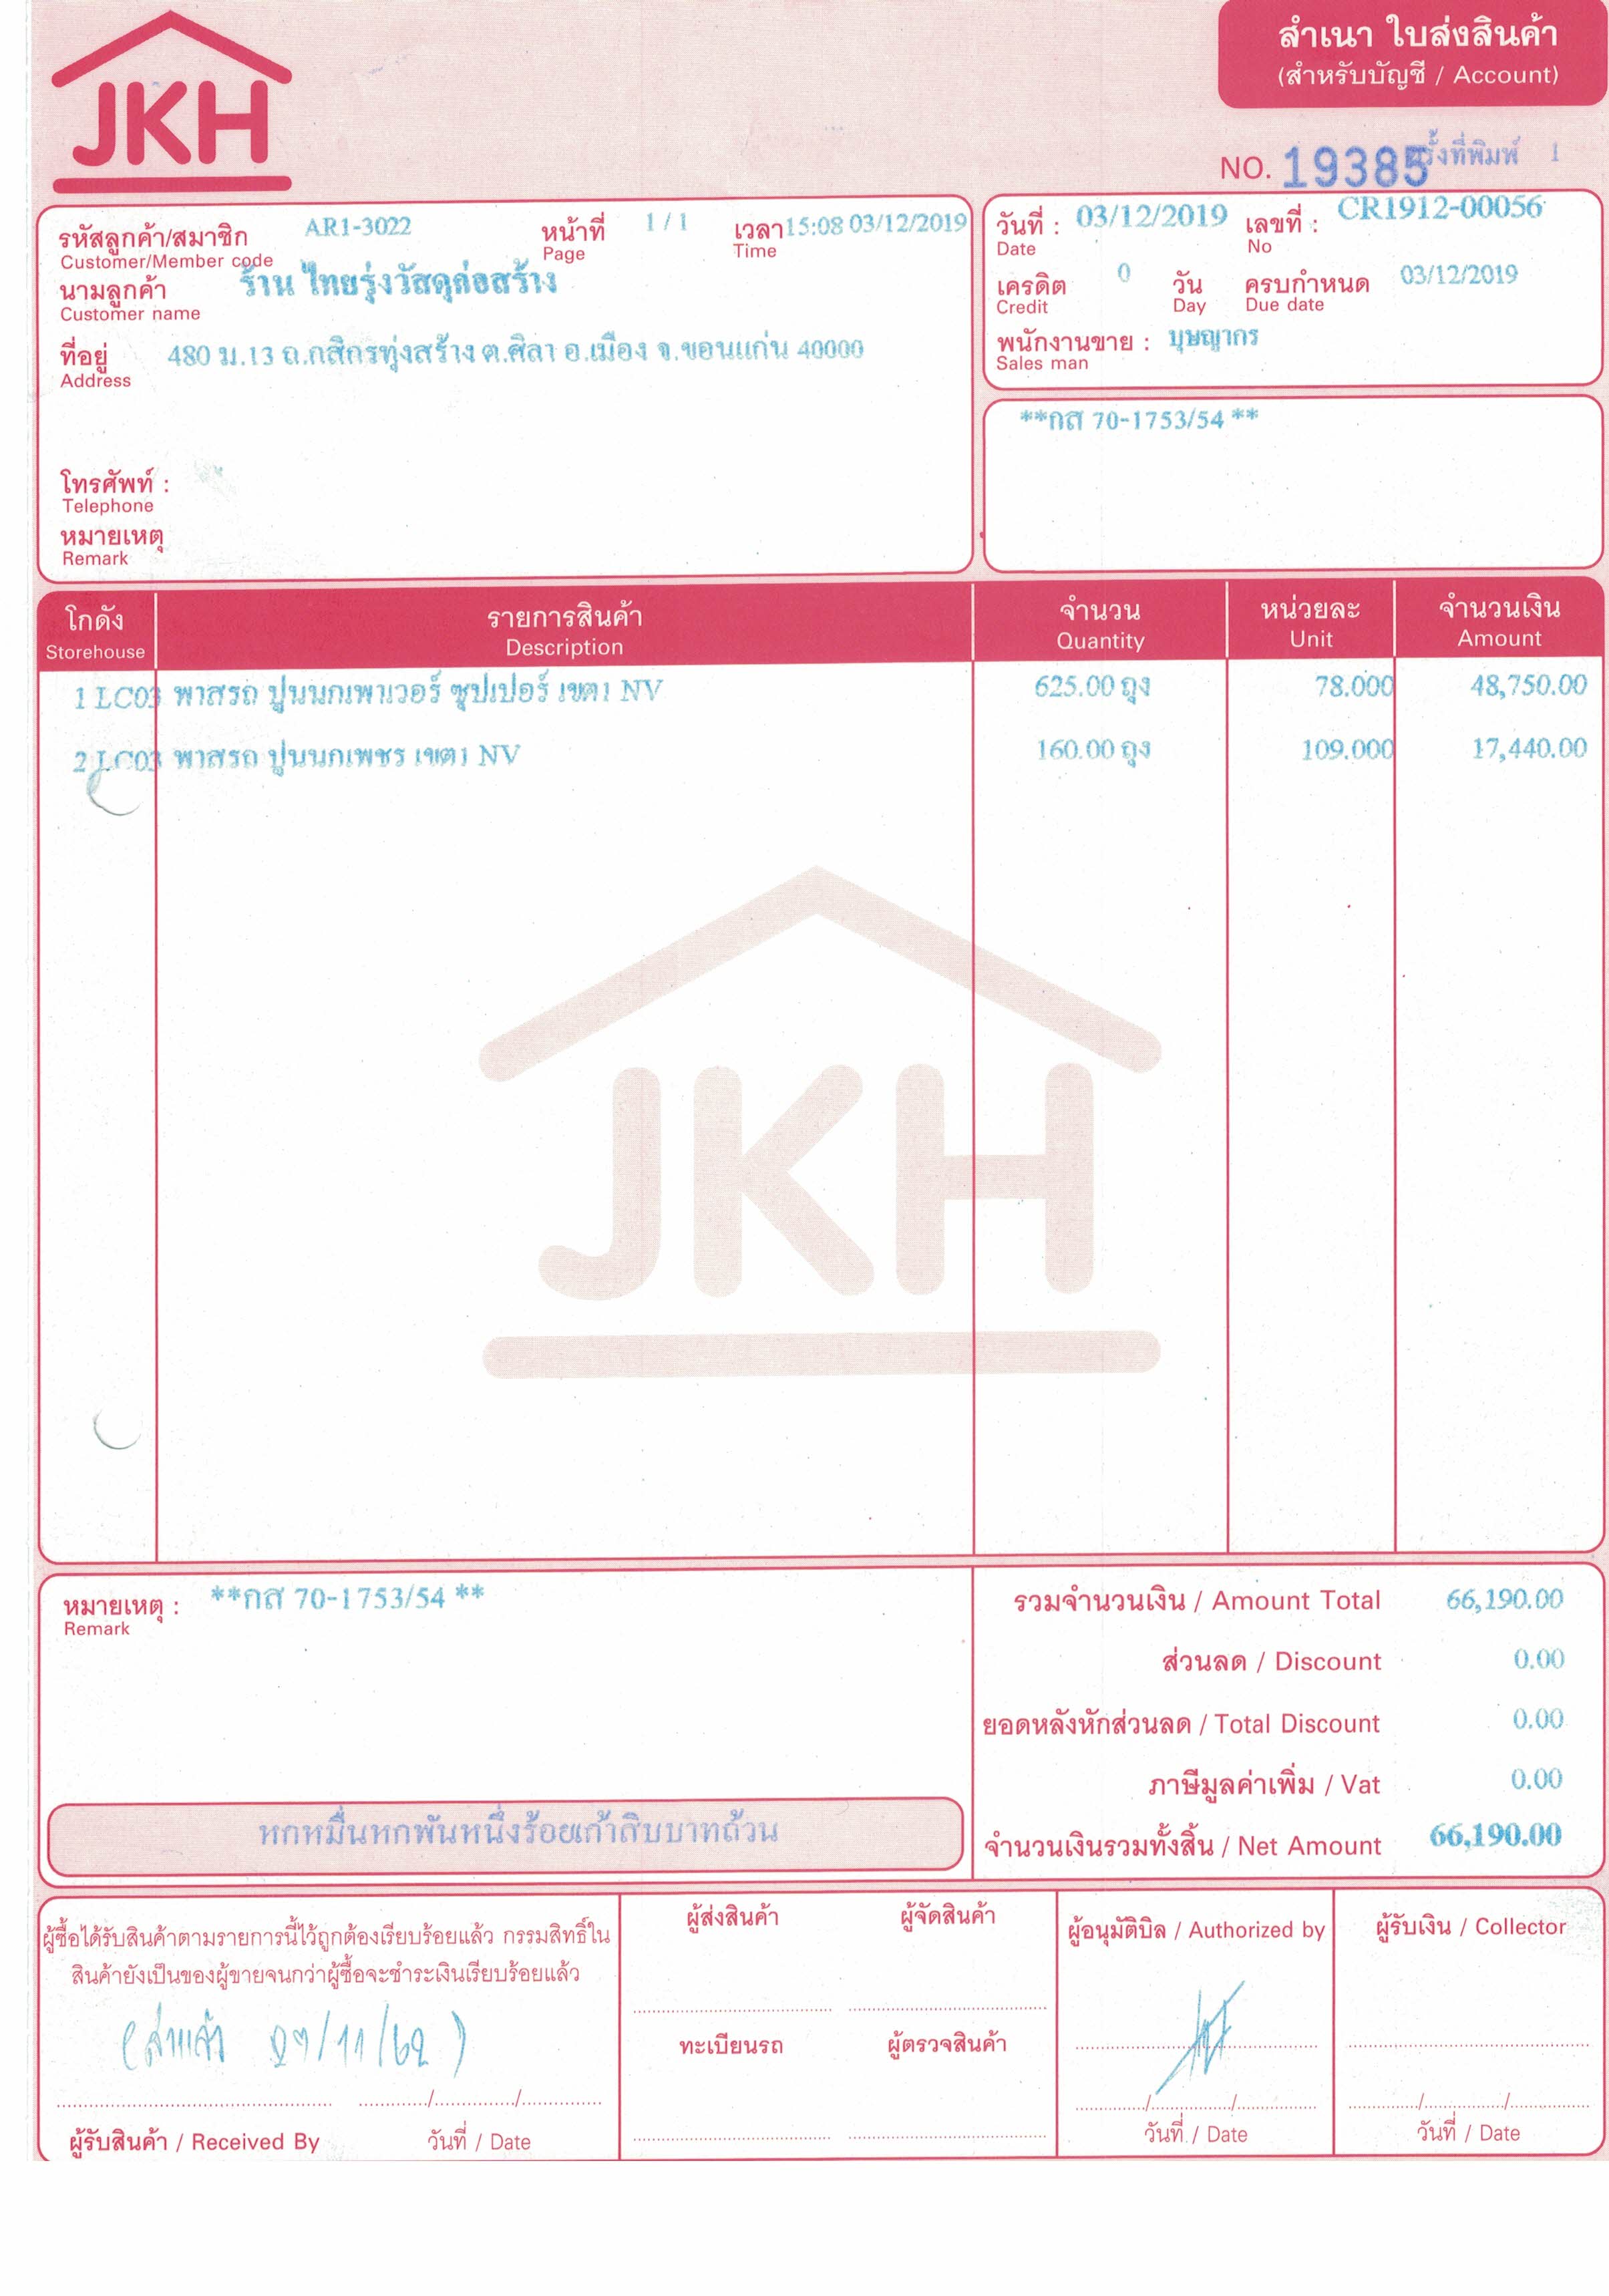 JKH
สำเนา ใบส่งสินค้า
(สำหรับบัญชี / Account)
NO. 19385 ครั้งที่พิมพ์ 1
รหัสลูกค้า/สมาชิก AR1-3022 หน้าที่ 1 / 1 เวลา 15:08 03/12/2019
Customer/Member code Page Time
นามลูกค้า ร้าน ไทยรุ่งวัสดุก่อสร้าง
Customer name
ที่อยู่ 480 ม.13 ถ.กสิกรทุ่งสร้าง ต.ศิลา อ.เมือง จ.ขอนแก่น 40000
Address
โทรศัพท์ :
Telephone
หมายเหตุ
Remark
วันที่ : 03/12/2019 เลขที่ : CR1912-00056
Date No
เครดิต 0 วัน ครบกำหนด 03/12/2019
Credit Day Due date
พนักงานขาย : บุษญากร
Sales man
**กส 70-1753/54 **
โกดัง รายการสินค้า จำนวน หน่วยละ จำนวนเงิน
Storehouse Description Quantity Unit Amount
1 LC03 พาสรถ ปูนนกเพาเวอร์ ซุปเปอร์ เขต1 NV 625.00 ถุง 78.000 48,750.00
2 LC03 พาสรถ ปูนนกเพชร เขต1 NV 160.00 ถุง 109.000 17,440.00
JKH
หมายเหตุ : **กส 70-1753/54 **
Remark
รวมจำนวนเงิน / Amount Total 66,190.00
ส่วนลด / Discount 0.00
ยอดหลังหักส่วนลด / Total Discount 0.00
ภาษีมูลค่าเพิ่ม / Vat 0.00
หกหมื่นหกพันหนึ่งร้อยเก้าสิบบาทถ้วน
จำนวนเงินรวมทั้งสิ้น / Net Amount 66,190.00
ผู้ซื้อได้รับสินค้าตามรายการนี้ไว้ถูกต้องเรียบร้อยแล้ว กรรมสิทธิ์ใน
สินค้ายังเป็นของผู้ขายจนกว่าผู้ซื้อจะชำระเงินเรียบร้อยแล้ว
/11/62 )
ผู้รับสินค้า / Received By วันที่ / Date
ผู้ส่งสินค้า ผู้จัดสินค้า
ทะเบียนรถ ผู้ตรวจสินค้า
ผู้อนุมัติบิล / Authorized by
วันที่ / Date
ผู้รับเงิน / Collector
วันที่ / Date